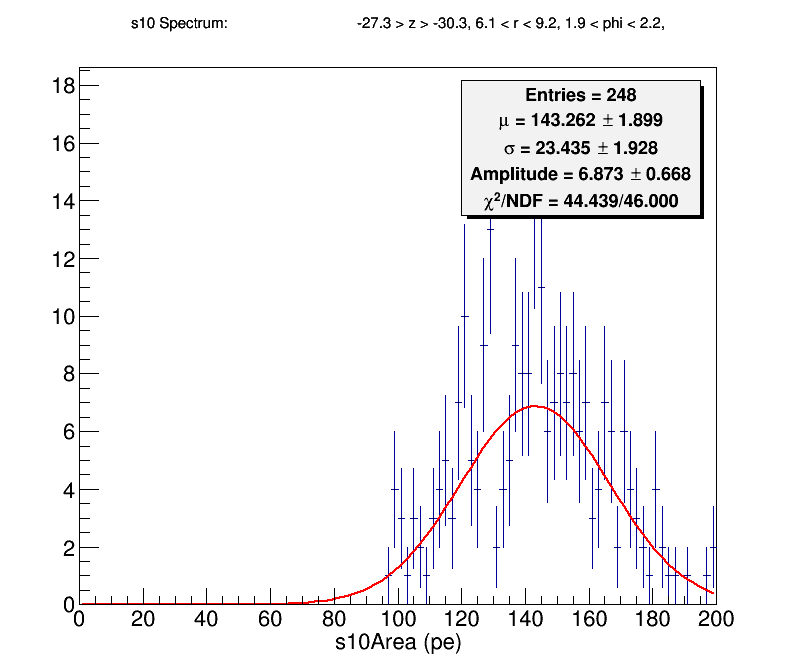 s10 Spectrum: -27.3 > z > -30.3, 6.1 < r < 9.2, 1.9 < phi < 2.2,
Entries = 248
μ = 143.262 ± 1.899
σ = 23.435 ± 1.928
Amplitude = 6.873 ± 0.668
χ²/NDF = 44.439/46.000
18
16
14
12
10
8
6
4
2
0
0 20 40 60 80 100 120 140 160 180 200
s10Area (pe)